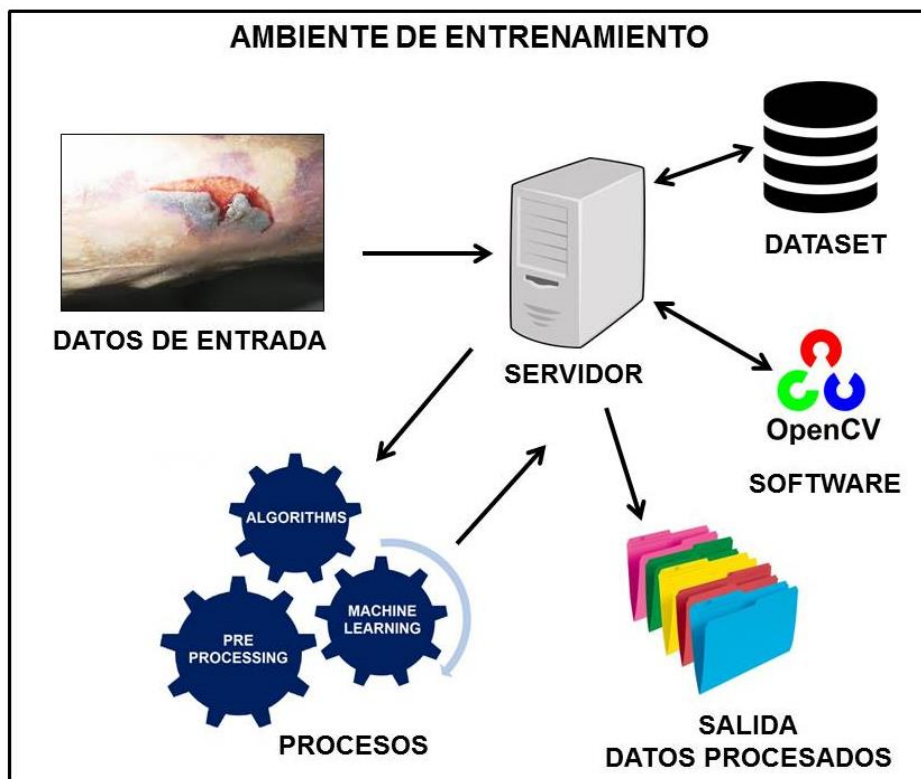 AMBIENTE DE ENTRENAMIENTO
DATASET
DATOS DE ENTRADA
SERVIDOR
OpenCV
SOFTWARE
ALGORITHMS
MACHINE
LEARNING
PRE
PROCESSING
PROCESOS
SALIDA
DATOS PROCESADOS